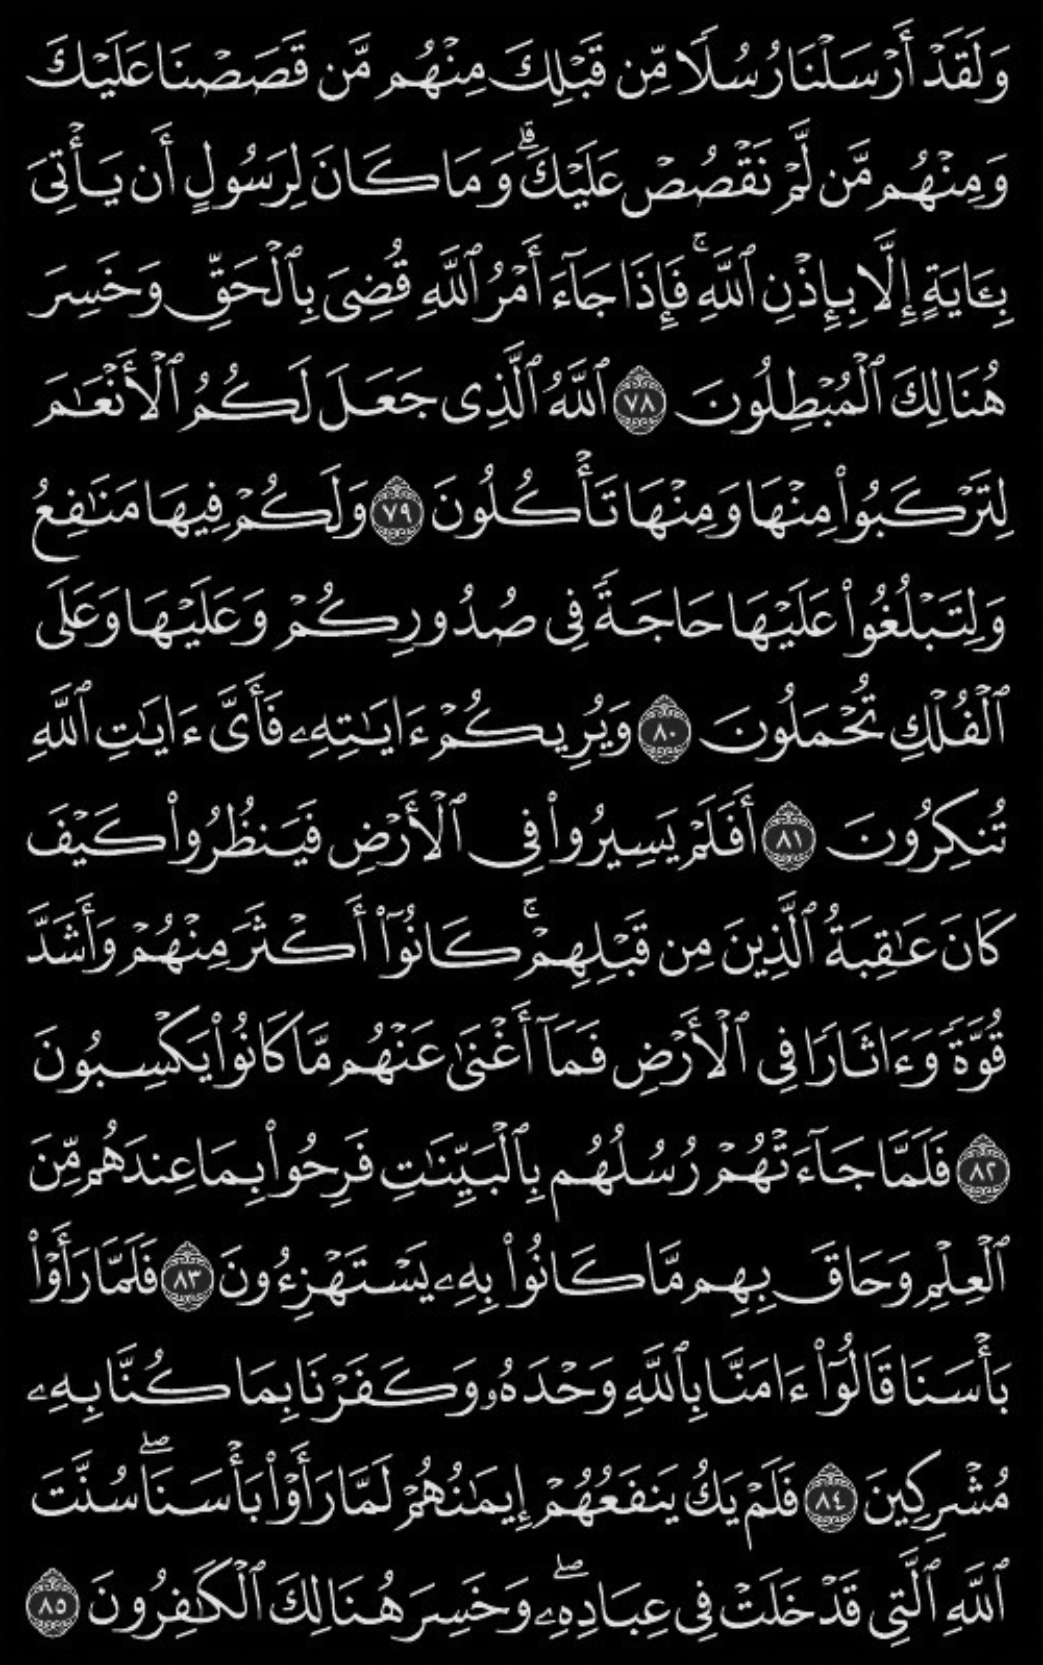 وَلَقَدْ أَرْسَلْنَا رُسُلًا مِّن قَبْلِكَ مِنْهُم مَّن قَصَصْنَا عَلَيْكَ
وَمِنْهُم مَّن لَّمْ نَقْصُصْ عَلَيْكَ ۗ وَمَا كَانَ لِرَسُولٍ أَن يَأْتِىَ
بِـَٔايَةٍ إِلَّا بِإِذْنِ ٱللَّهِ ۚ فَإِذَا جَآءَ أَمْرُ ٱللَّهِ قُضِىَ بِٱلْحَقِّ وَخَسِرَ
هُنَالِكَ ٱلْمُبْطِلُونَ ٧٨ ٱللَّهُ ٱلَّذِى جَعَلَ لَكُمُ ٱلْأَنْعَـٰمَ
لِتَرْكَبُوا۟ مِنْهَا وَمِنْهَا تَأْكُلُونَ ٧٩ وَلَكُمْ فِيهَا مَنَـٰفِعُ
وَلِتَبْلُغُوا۟ عَلَيْهَا حَاجَةً فِى صُدُورِكُمْ وَعَلَيْهَا وَعَلَى
ٱلْفُلْكِ تُحْمَلُونَ ٨٠ وَيُرِيكُمْ ءَايَـٰتِهِۦ فَأَىَّ ءَايَـٰتِ ٱللَّهِ
تُنكِرُونَ ٨١ أَفَلَمْ يَسِيرُوا۟ فِى ٱلْأَرْضِ فَيَنظُرُوا۟ كَيْفَ
كَانَ عَـٰقِبَةُ ٱلَّذِينَ مِن قَبْلِهِمْ ۚ كَانُوٓا۟ أَكْثَرَ مِنْهُمْ وَأَشَدَّ
قُوَّةً وَءَاثَارًا فِى ٱلْأَرْضِ فَمَآ أَغْنَىٰ عَنْهُم مَّا كَانُوا۟ يَكْسِبُونَ
٨٢ فَلَمَّا جَآءَتْهُمْ رُسُلُهُم بِٱلْبَيِّنَـٰتِ فَرِحُوا۟ بِمَا عِندَهُم مِّنَ
ٱلْعِلْمِ وَحَاقَ بِهِم مَّا كَانُوا۟ بِهِۦ يَسْتَهْزِءُونَ ٨٣ فَلَمَّا رَأَوْا۟
بَأْسَنَا قَالُوٓا۟ ءَامَنَّا بِٱللَّهِ وَحْدَهُۥ وَكَفَرْنَا بِمَا كُنَّا بِهِۦ
مُشْرِكِينَ ٨٤ فَلَمْ يَكُ يَنفَعُهُمْ إِيمَـٰنُهُمْ لَمَّا رَأَوْا۟ بَأْسَنَا ۖ سُنَّتَ
ٱللَّهِ ٱلَّتِى قَدْ خَلَتْ فِى عِبَادِهِۦ ۖ وَخَسِرَ هُنَالِكَ ٱلْكَـٰفِرُونَ ٨٥